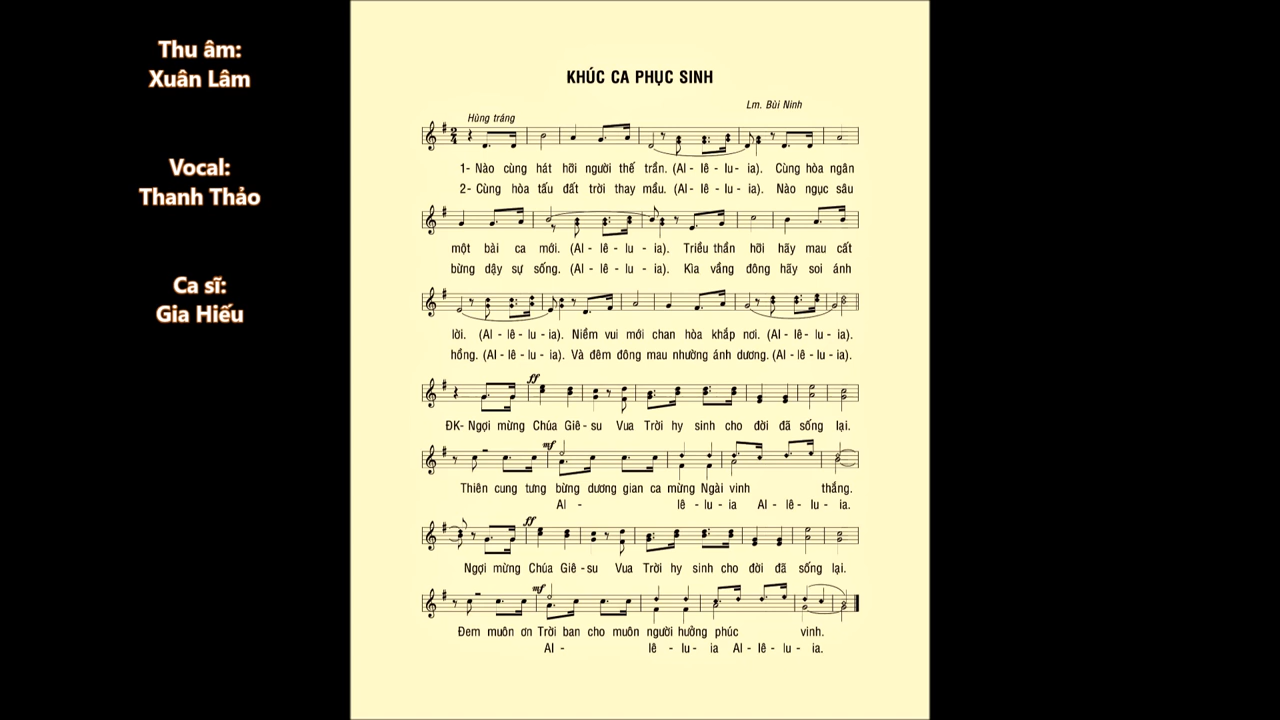 Thu âm:
Xuân Lâm
Vocal:
Thanh Thảo
Ca sĩ:
Gia Hiếu
KHÚC CA PHỤC SINH
Lm. Bùi Ninh
Hùng tráng
1- Nào cùng hát hỡi người thế trần. (Al - lê - lu - ia). Cùng hòa ngân
2- Cùng hòa tấu đất trời thay mầu. (Al - lê - lu - ia). Nào ngục sâu
một bài ca mới. (Al - lê - lu - ia). Triều thần hỡi hãy mau cất
bừng dậy sự sống. (Al - lê - lu - ia). Kìa vầng đông hãy soi ánh
lời. (Al - lê - lu - ia). Niềm vui mới chan hòa khắp nơi. (Al - lê - lu - ia).
hồng. (Al - lê - lu - ia). Và đêm đông mau nhường ánh dương. (Al - lê - lu - ia).
ff
ĐK- Ngợi mừng Chúa Giê - su Vua Trời hy sinh cho đời đã sống lại.
mf
Thiên cung tưng bừng dương gian ca mừng Ngài vinh thắng.
Al - lê - lu - ia Al - lê - lu - ia.
ff
Ngợi mừng Chúa Giê - su Vua Trời hy sinh cho đời đã sống lại.
mf
Đem muôn ơn Trời ban cho muôn người hưởng phúc vinh.
Al - lê - lu - ia Al - lê - lu - ia.